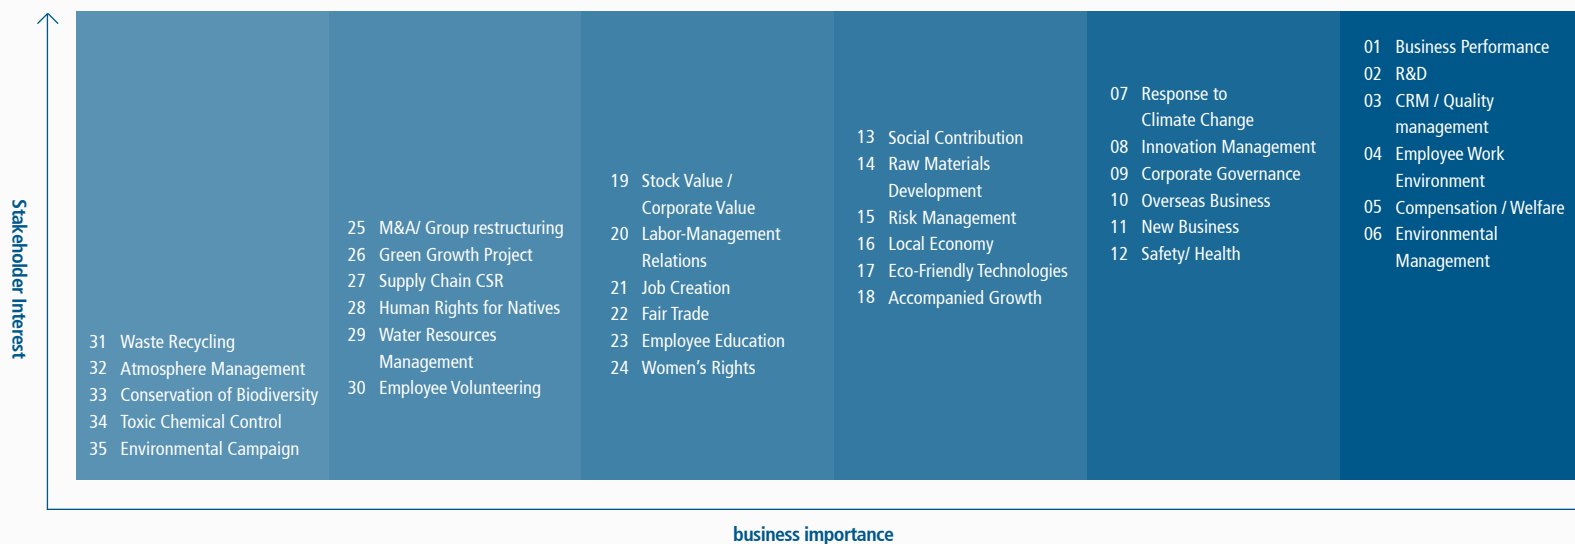 Stakeholder Interest
31 Waste Recycling
32 Atmosphere Management
33 Conservation of Biodiversity
34 Toxic Chemical Control
35 Environmental Campaign
25 M&A/ Group restructuring
26 Green Growth Project
27 Supply Chain CSR
28 Human Rights for Natives
29 Water Resources
Management
30 Employee Volunteering
19 Stock Value /
Corporate Value
20 Labor-Management
Relations
21 Job Creation
22 Fair Trade
23 Employee Education
24 Women’s Rights
13 Social Contribution
14 Raw Materials
Development
15 Risk Management
16 Local Economy
17 Eco-Friendly Technologies
18 Accompanied Growth
07 Response to
Climate Change
08 Innovation Management
09 Corporate Governance
10 Overseas Business
11 New Business
12 Safety/ Health
01 Business Performance
02 R&D
03 CRM / Quality
management
04 Employee Work
Environment
05 Compensation / Welfare
06 Environmental
Management
business importance